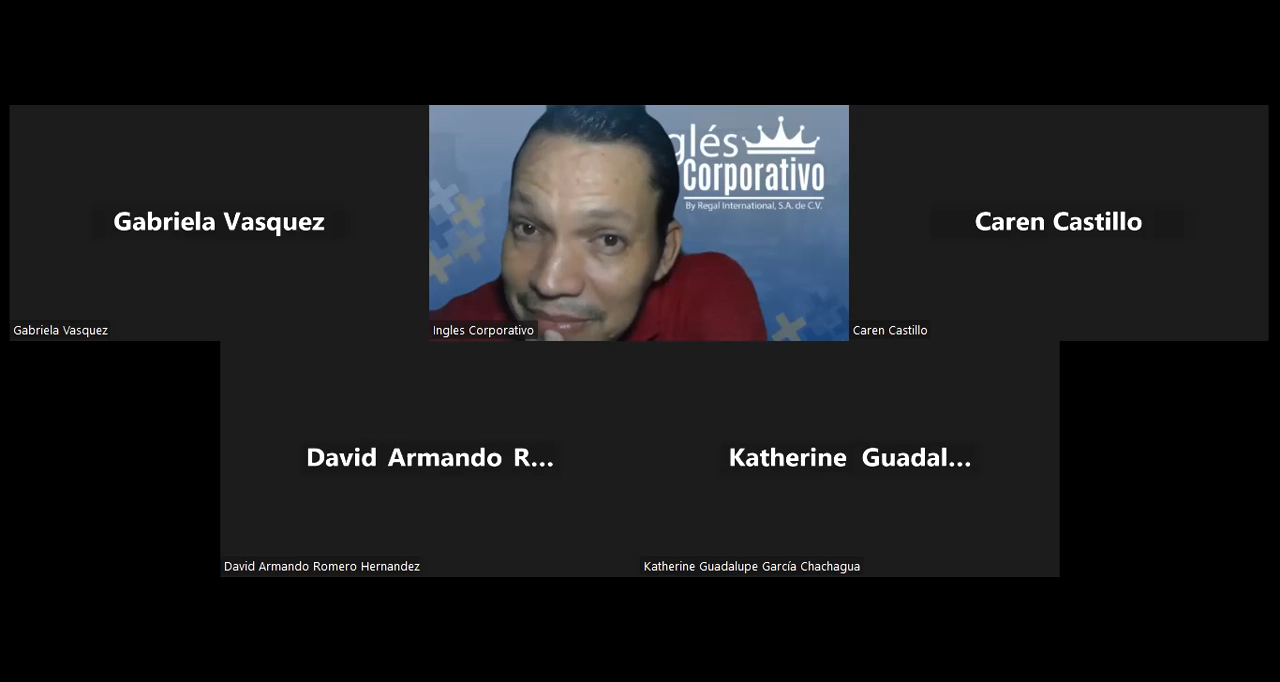 Gabriela Vasquez
Gabriela Vasquez
glés
Corporativo
By Regal International, S.A. de C.V.
Ingles Corporativo
Caren Castillo
Caren Castillo
David Armando R...
David Armando Romero Hernandez
Katherine Guadal...
Katherine Guadalupe García Chachagua